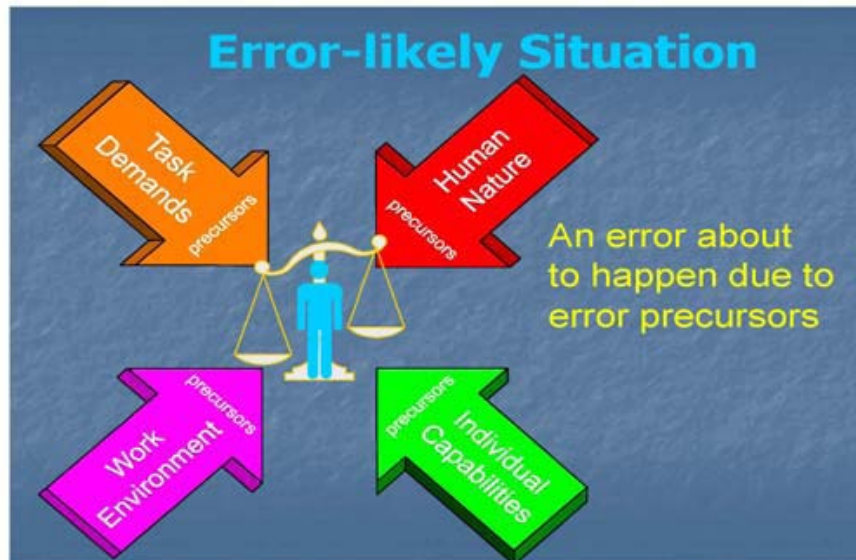 Error-likely Situation
Task
Demands
precursors
Human
Nature
precursors
An error about
to happen due to
error precursors
precursors
Work
Environment
precursors
Individual
Capabilities